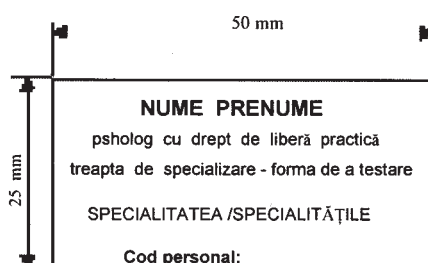 50 mm
25 mm
NUME PRENUME
psholog cu drept de liberă practică
treapta de specializare - forma de a testare
SPECIALITATEA /SPECIALITĂȚILE
Cod personal: